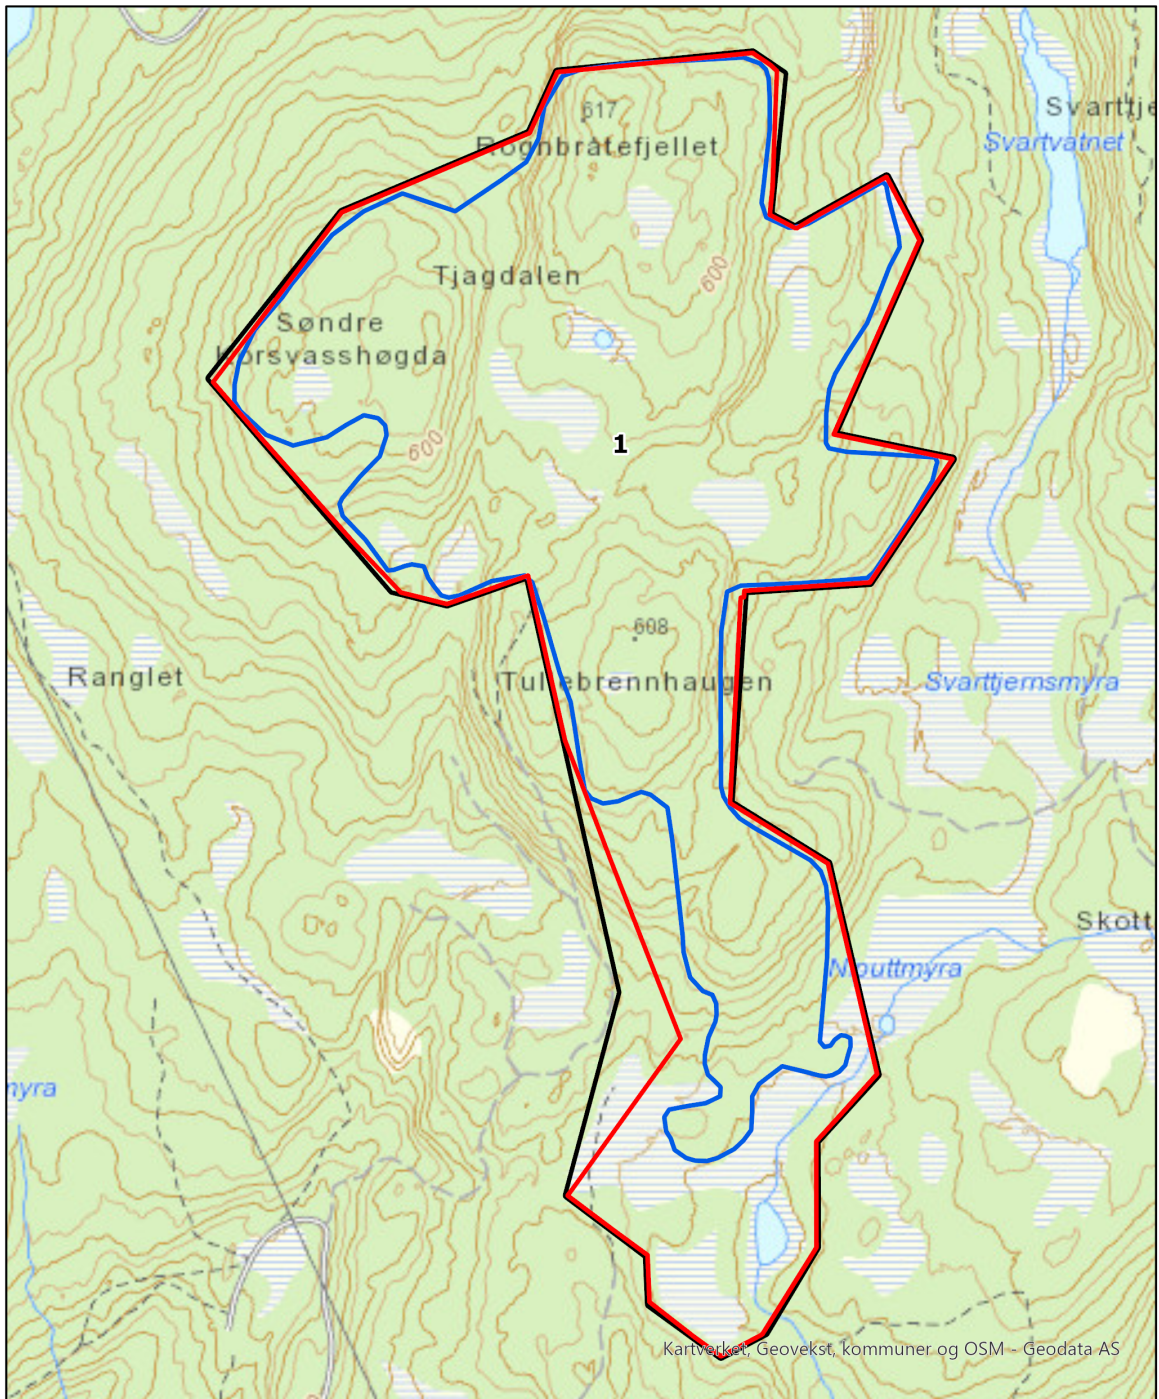 617
Svarttje
Svartvatnet
Rognbråtefjellet
Tjagdalen
600
Søndre
Korsvasshøgda
600
1
608
Ranglet
Tullebrennhaugen
Svarttjernsmyra
Skott
myra
Kartverket, Geovekst, kommuner og OSM - Geodata AS